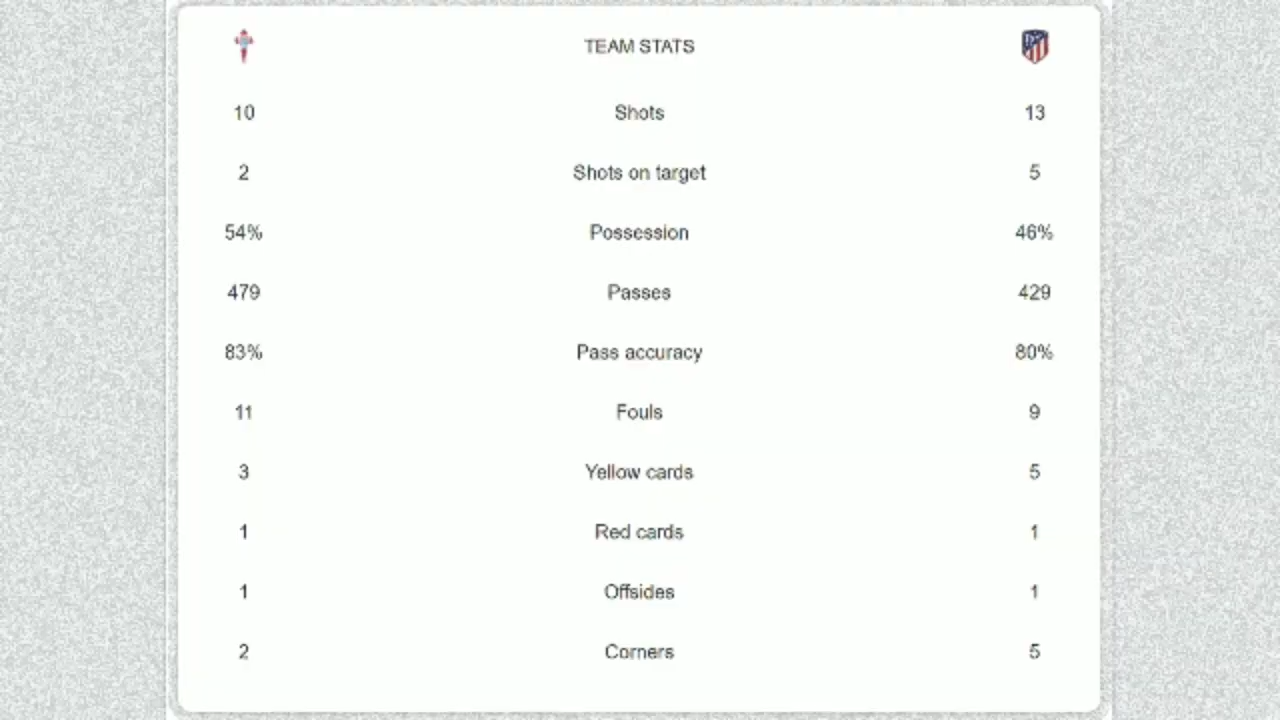 TEAM STATS
10 Shots 13
2 Shots on target 5
54% Possession 46%
479 Passes 429
83% Pass accuracy 80%
11 Fouls 9
3 Yellow cards 5
1 Red cards 1
1 Offsides 1
2 Corners 5